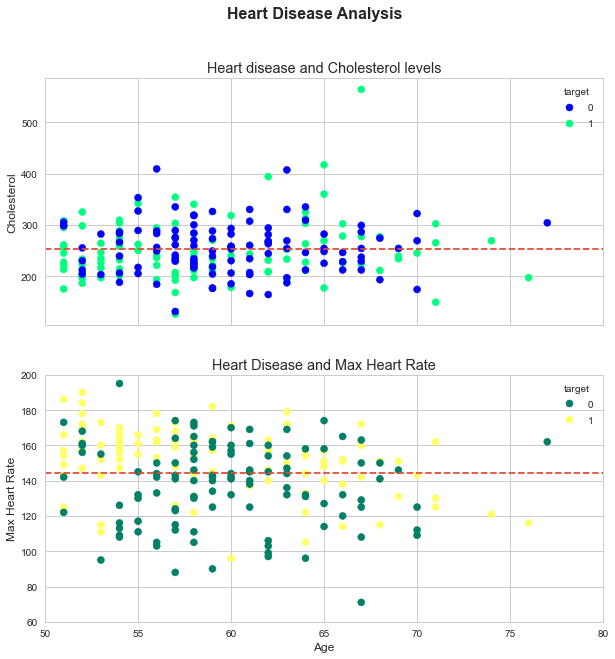 Heart Disease Analysis
Heart disease and Cholesterol levels
target
0
1
500
400
300
200
Cholesterol
Heart Disease and Max Heart Rate
target
0
1
200
180
160
140
120
100
80
60
Max Heart Rate
50 55 60 65 70 75 80
Age